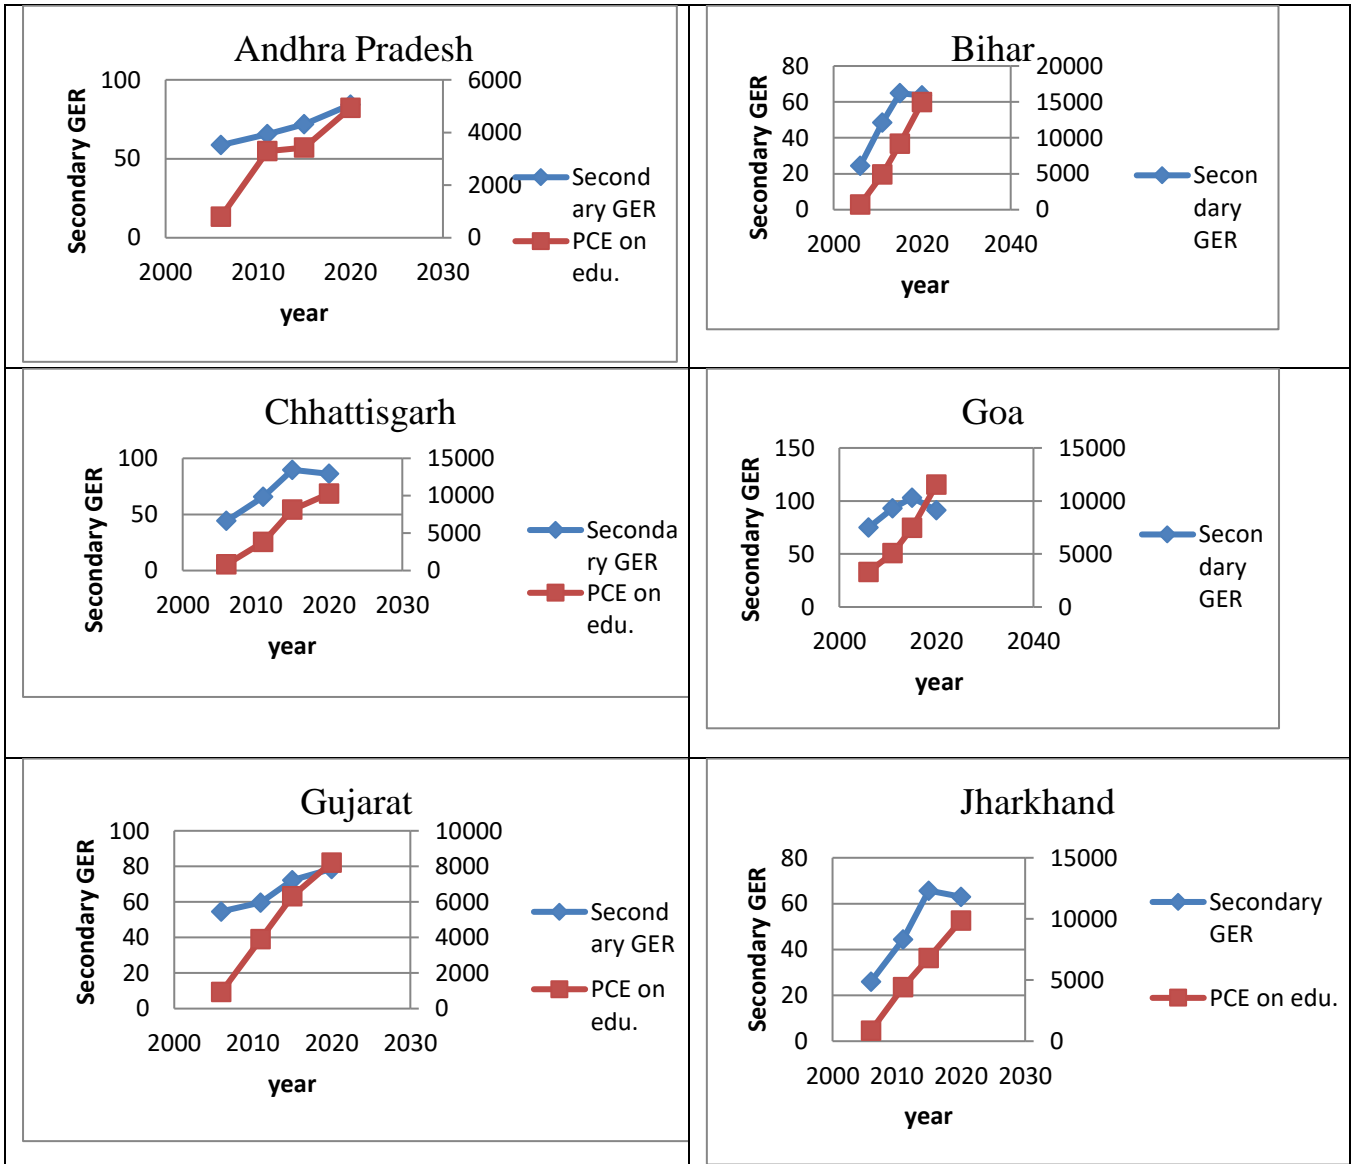 Andhra Pradesh
Secondary GER
100
50
0
6000
4000
2000
0
2000 2010 2020 2030
year
Second
ary GER
PCE on
edu.
Bihar
Secondary GER
80
60
40
20
0
20000
15000
10000
5000
0
2000 2020 2040
year
Secon
dary
GER
Chhattisgarh
Secondary GER
100
50
0
15000
10000
5000
0
2000 2010 2020 2030
year
Seconda
ry GER
PCE on
edu.
Goa
Secondary GER
150
100
50
0
15000
10000
5000
0
2000 2020 2040
year
Secon
dary
GER
Gujarat
Secondary GER
100
80
60
40
20
0
10000
8000
6000
4000
2000
0
2000 2010 2020 2030
year
Second
ary GER
PCE on
edu.
Jharkhand
Secondary GER
80
60
40
20
0
15000
10000
5000
0
2000 2010 2020 2030
year
Secondary
GER
PCE on edu.